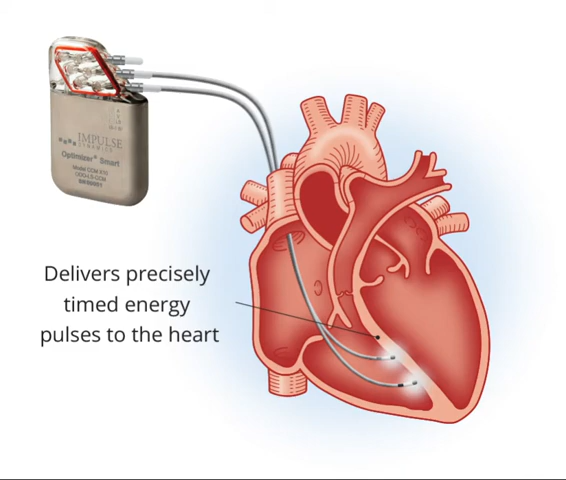 IMPULSE
DYNAMICS
Optimizer® Smart
Delivers precisely
timed energy
pulses to the heart